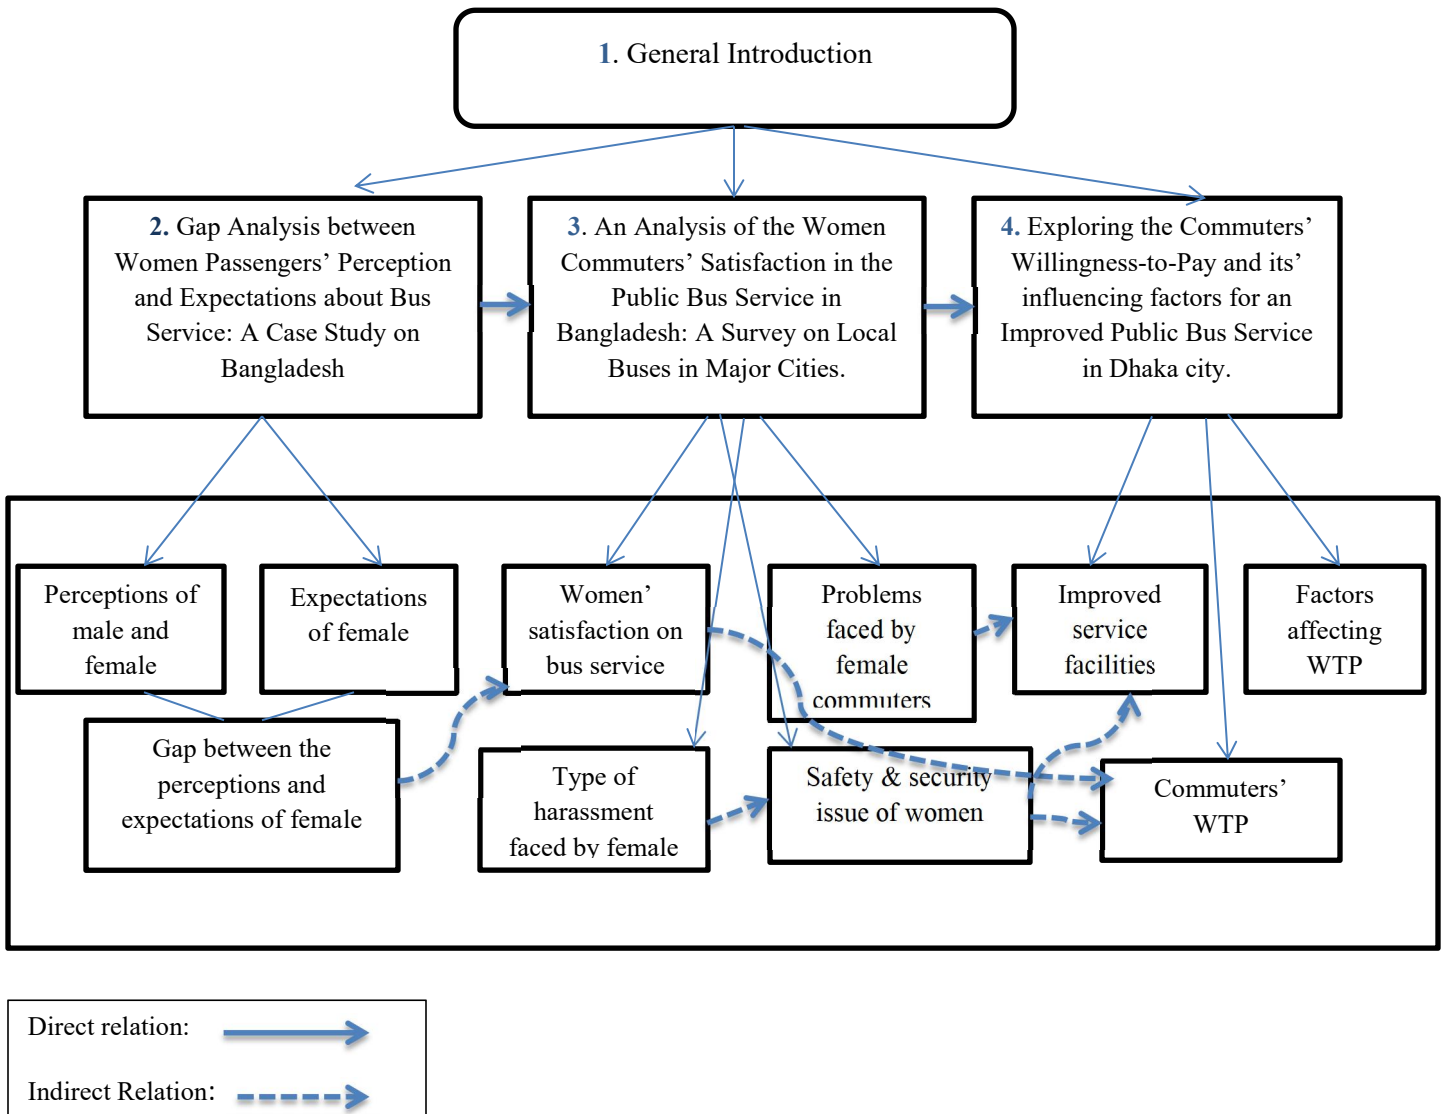 1. General Introduction
2. Gap Analysis between
Women Passengers’ Perception
and Expectations about Bus
Service: A Case Study on
Bangladesh
3. An Analysis of the Women
Commuters’ Satisfaction in the
Public Bus Service in
Bangladesh: A Survey on Local
Buses in Major Cities.
4. Exploring the Commuters’
Willingness-to-Pay and its’
influencing factors for an
Improved Public Bus Service
in Dhaka city.
Perceptions of
male and
female
Expectations
of female
Women’
satisfaction on
bus service
Problems
faced by
female
commuters
Improved
service
facilities
Factors
affecting
WTP
Gap between the
perceptions and
expectations of female
Type of
harassment
faced by female
Safety & security
issue of women
Commuters’
WTP
Direct relation:
Indirect Relation: